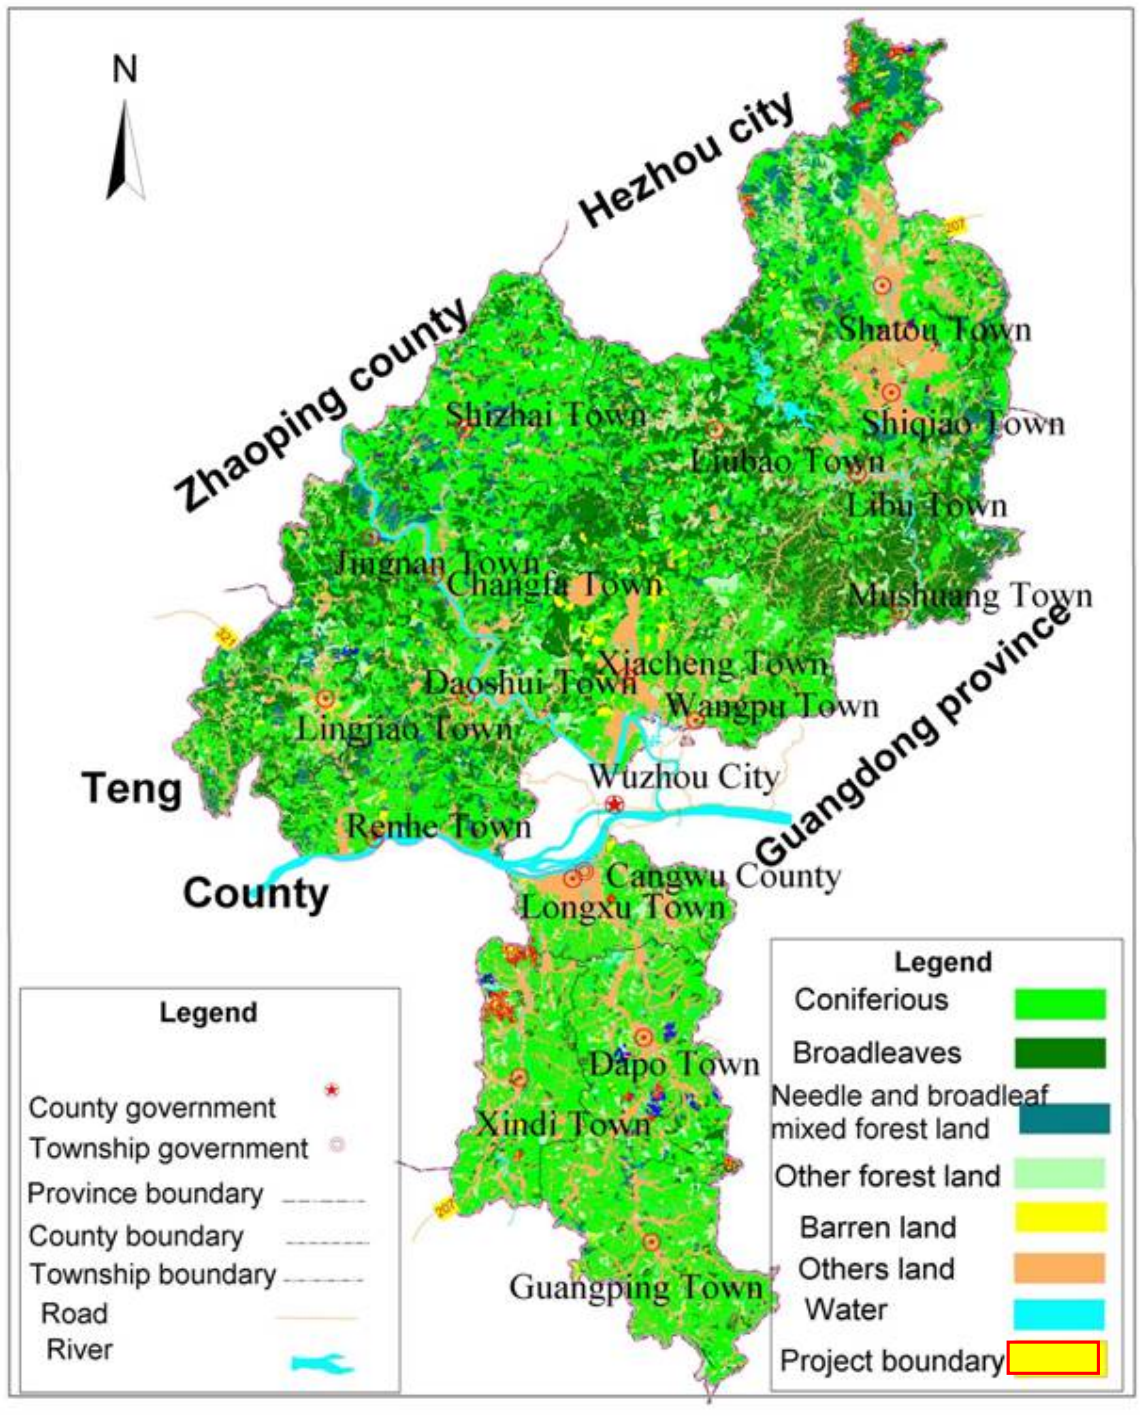 N
Hezhou city
207
Zhaoping county
Shatou Town
Shizhai Town
Shiqiao Town
Liubao Town
Libu Town
Jingnan Town
Changfa Town
Mushuang Town
321
Xjacheng Town
Daoshui Town
Wangpu Town
Lingjiao Town
Guangdong province
Wuzhou City
Teng
Renhe Town
County
Cangwu County
Longxu Town
Dapo Town
Xindi Town
207
Guangping Town
Legend
County government
Township government
Province boundary
County boundary
Township boundary
Road
River
Legend
Coniferious
Broadleaves
Needle and broadleaf
mixed forest land
Other forest land
Barren land
Others land
Water
Project boundary